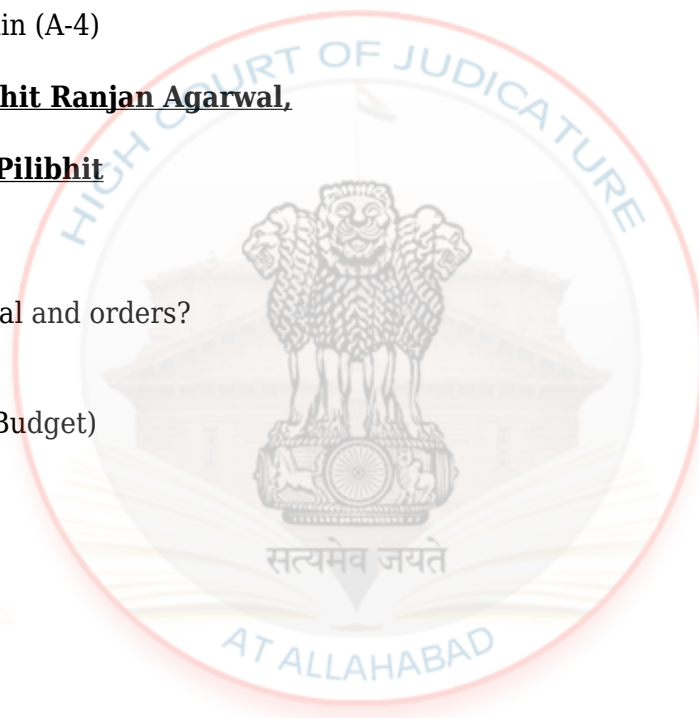 in (A-4)
hit Ranjan Agarwal,
Pilibhit
al and orders?
Budget)
HIGH COURT OF JUDICATURE
सत्यमेव जयते
AT ALLAHABAD